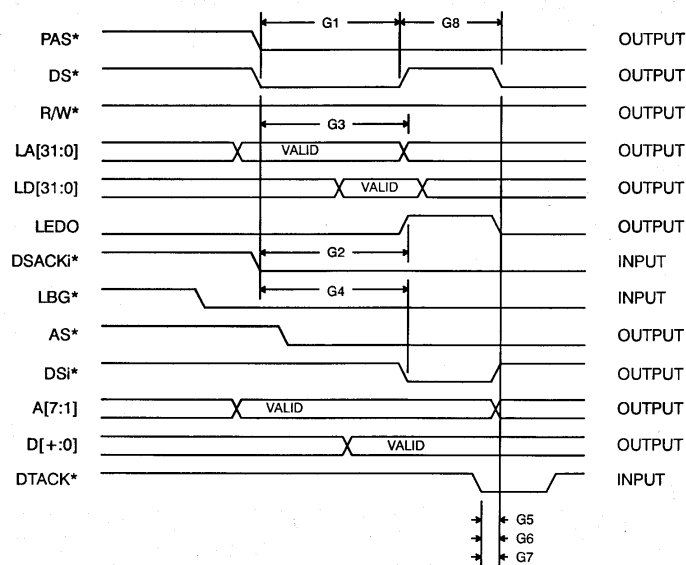 G1 G8
PAS* OUTPUT
DS* OUTPUT
R/W* OUTPUT
G3
LA[31:0] VALID OUTPUT
LD[31:0] VALID OUTPUT
LEDO OUTPUT
DSACKi* G2 INPUT
LBG* G4 INPUT
AS* OUTPUT
DSi* OUTPUT
A[7:1] VALID OUTPUT
D[+:0] VALID OUTPUT
DTACK* INPUT
G5
G6
G7